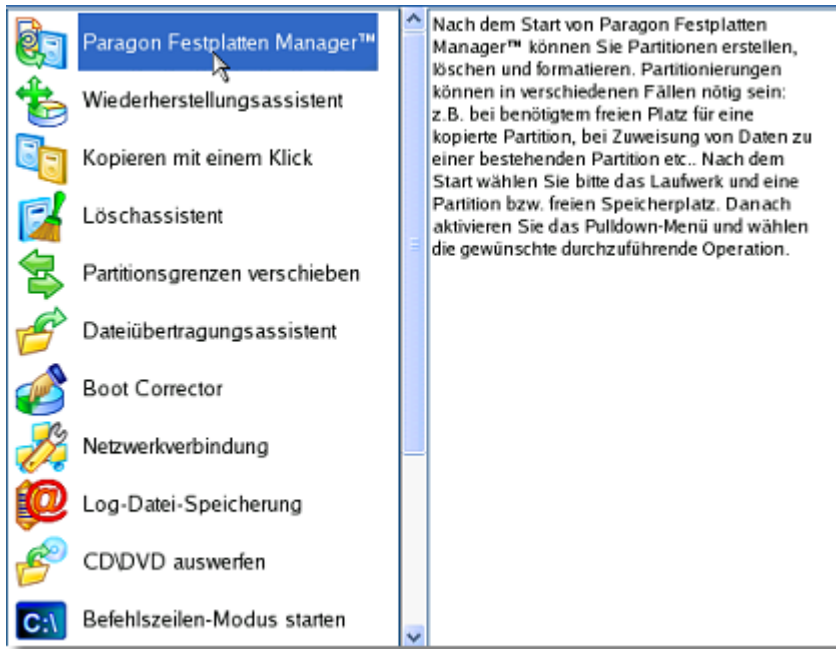 Paragon Festplatten Manager™
Wiederherstellungsassistent
Kopieren mit einem Klick
Löschassistent
Partitionsgrenzen verschieben
Dateiübertragungsassistent
Boot Corrector
Netzwerkverbindung
Log-Datei-Speicherung
CD\DVD auswerfen
C:\
Befehlszeilen-Modus starten
Nach dem Start von Paragon Festplatten
Manager™ können Sie Partitionen erstellen,
löschen und formatieren. Partitionierungen
können in verschiedenen Fällen nötig sein:
z.B. bei benötigtem freien Platz für eine
kopierte Partition, bei Zuweisung von Daten zu
einer bestehenden Partition etc.. Nach dem
Start wählen Sie bitte das Laufwerk und eine
Partition bzw. freien Speicherplatz. Danach
aktivieren Sie das Pulldown-Menü und wählen
die gewünschte durchzuführende Operation.